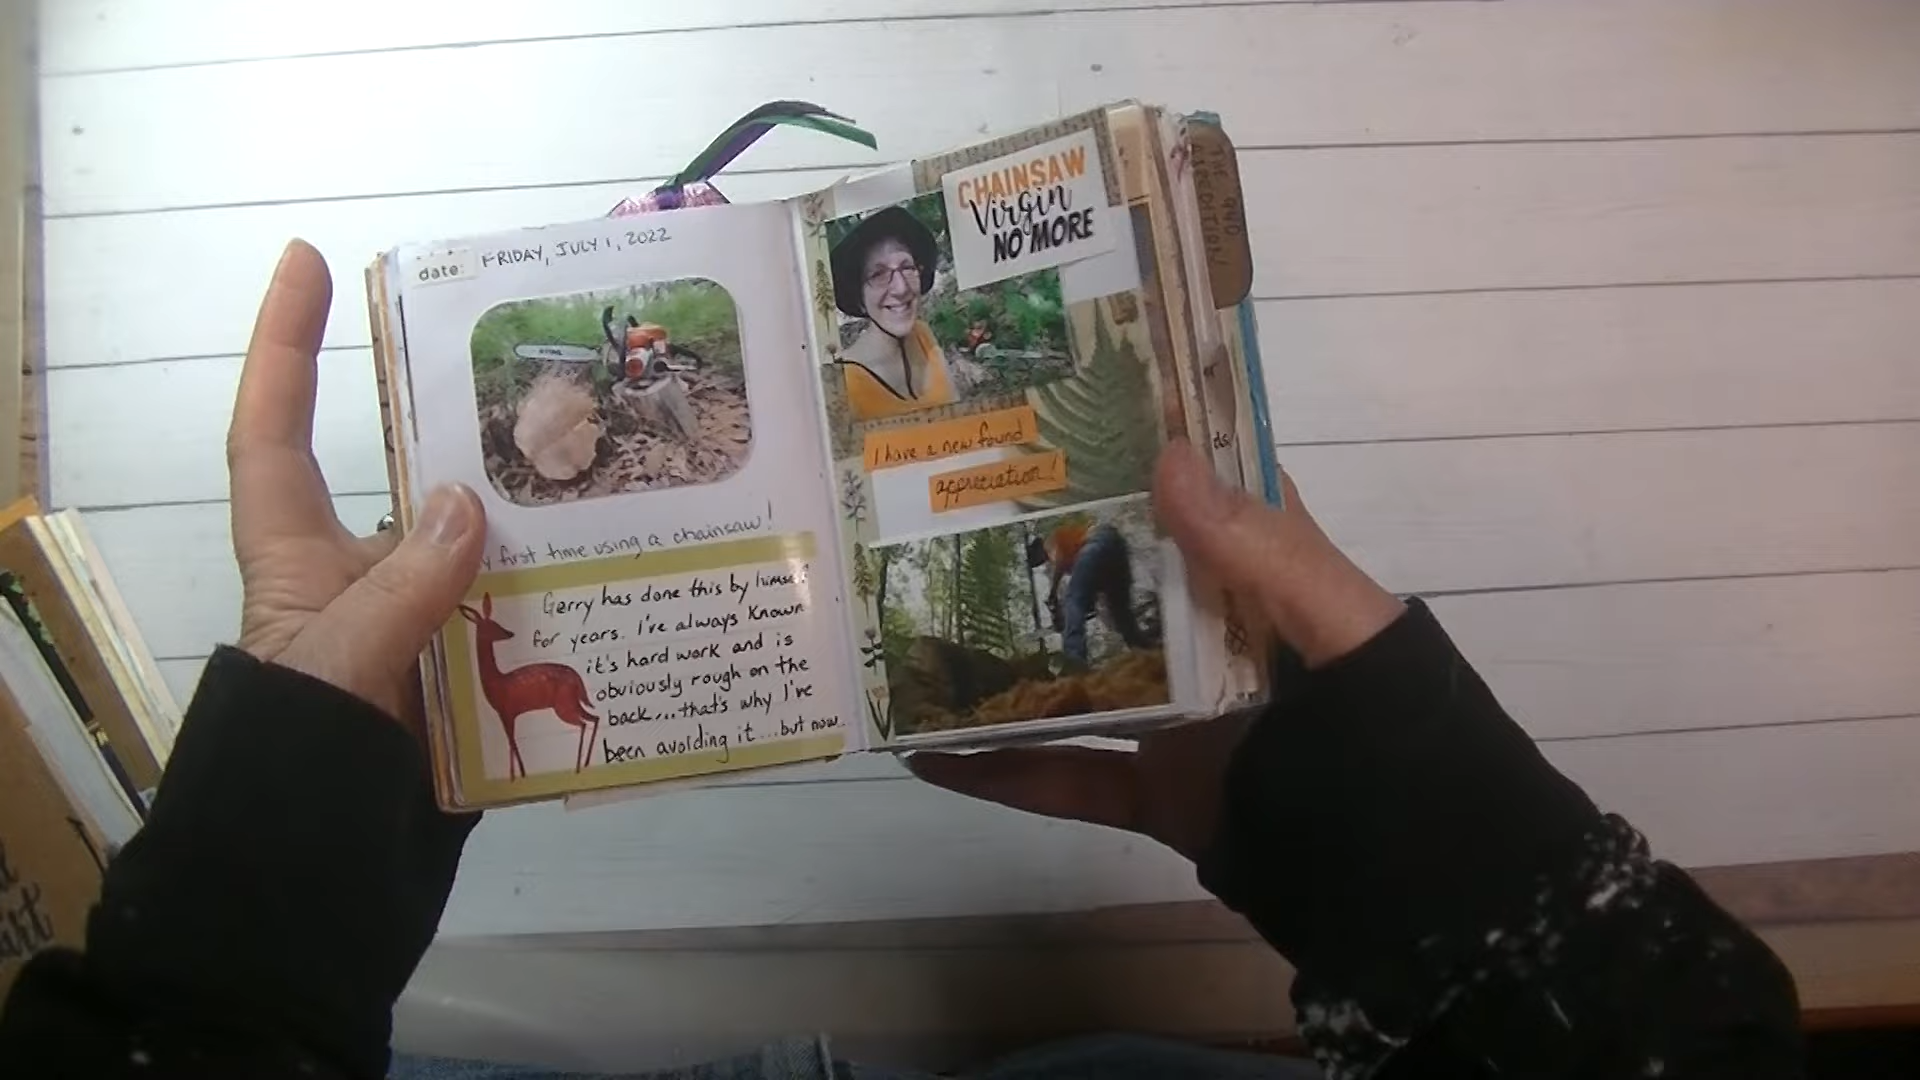 date: FRIDAY, JULY 1, 2022
y first time using a chainsaw!
Gerry has done this by himself
for years. I've always known
it's hard work and is
obviously rough on the
back...that's why I've
been avoiding it...but now..
CHAINSAW
Virgin
NO MORE
I have a new found
appreciation!
STIHL
ds,